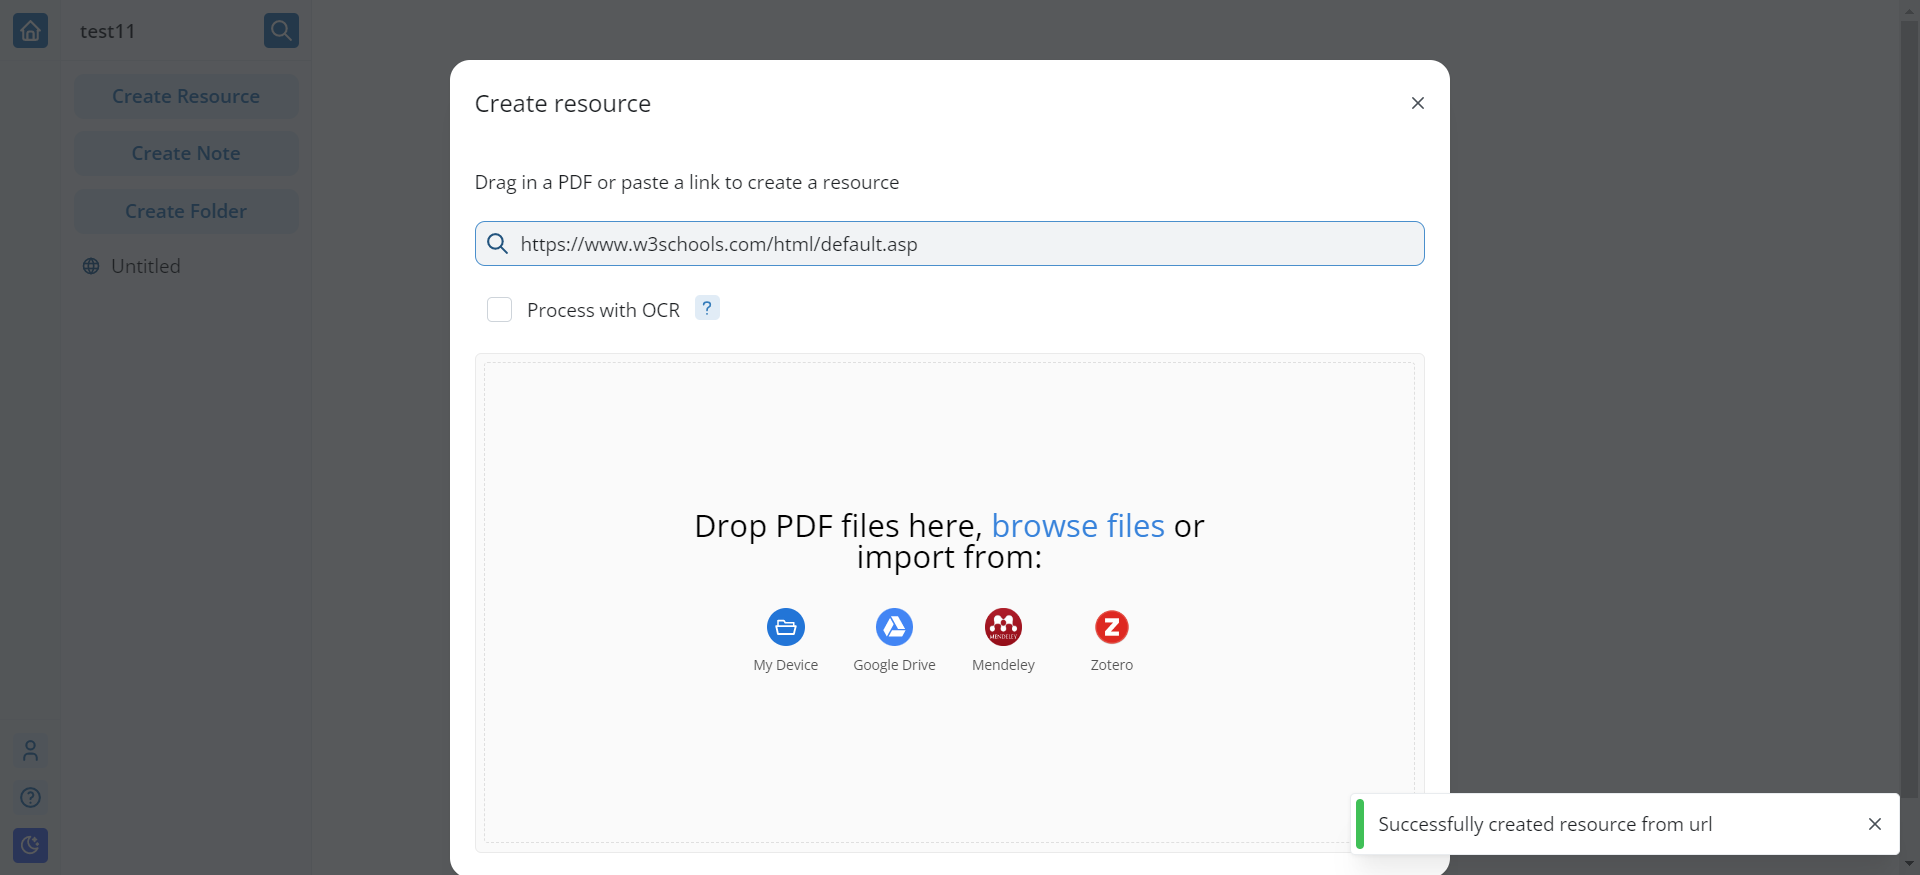 test11
Create Resource
Create Note
Create Folder
Untitled
Create resource
Drag in a PDF or paste a link to create a resource
https://www.w3schools.com/html/default.asp
Process with OCR ?
Drop PDF files here, browse files or
import from:
My Device Google Drive Mendeley Zotero
Successfully created resource from url